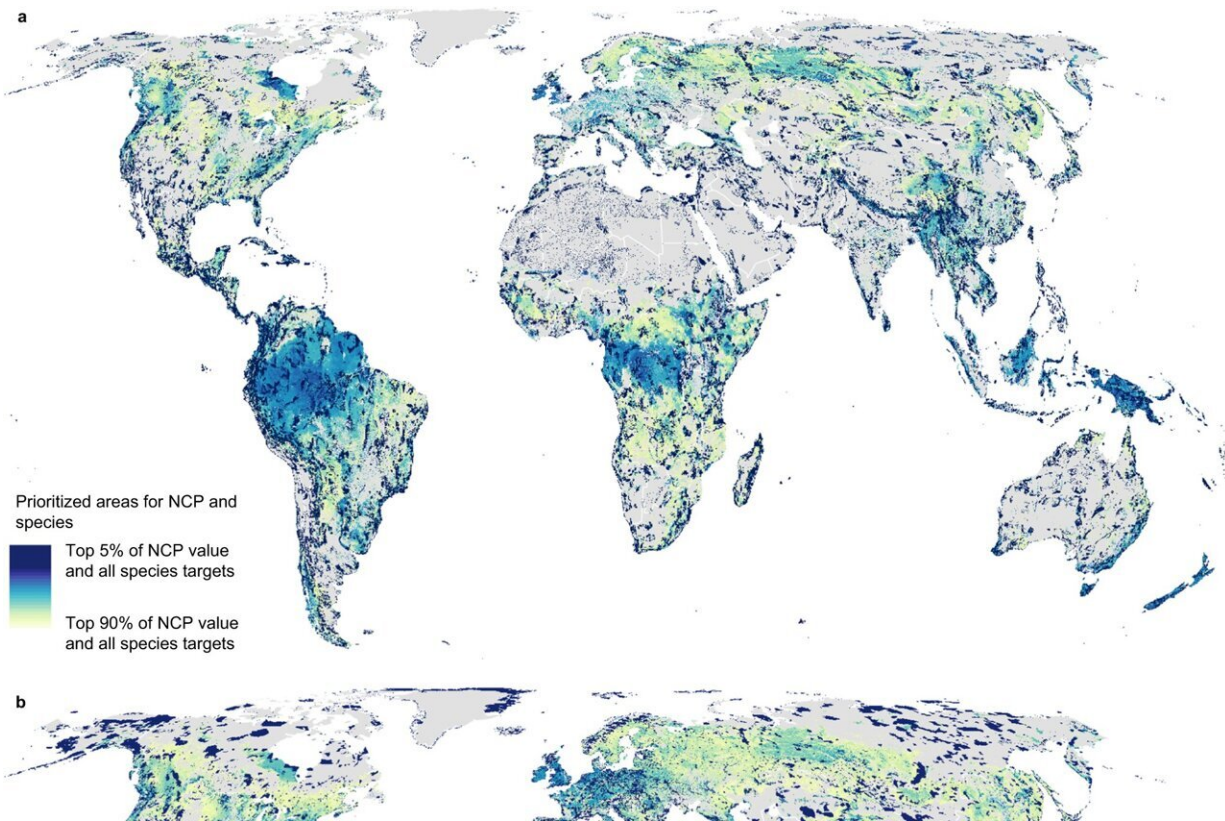 a
Prioritized areas for NCP and
species
Top 5% of NCP value
and all species targets
Top 90% of NCP value
and all species targets
b